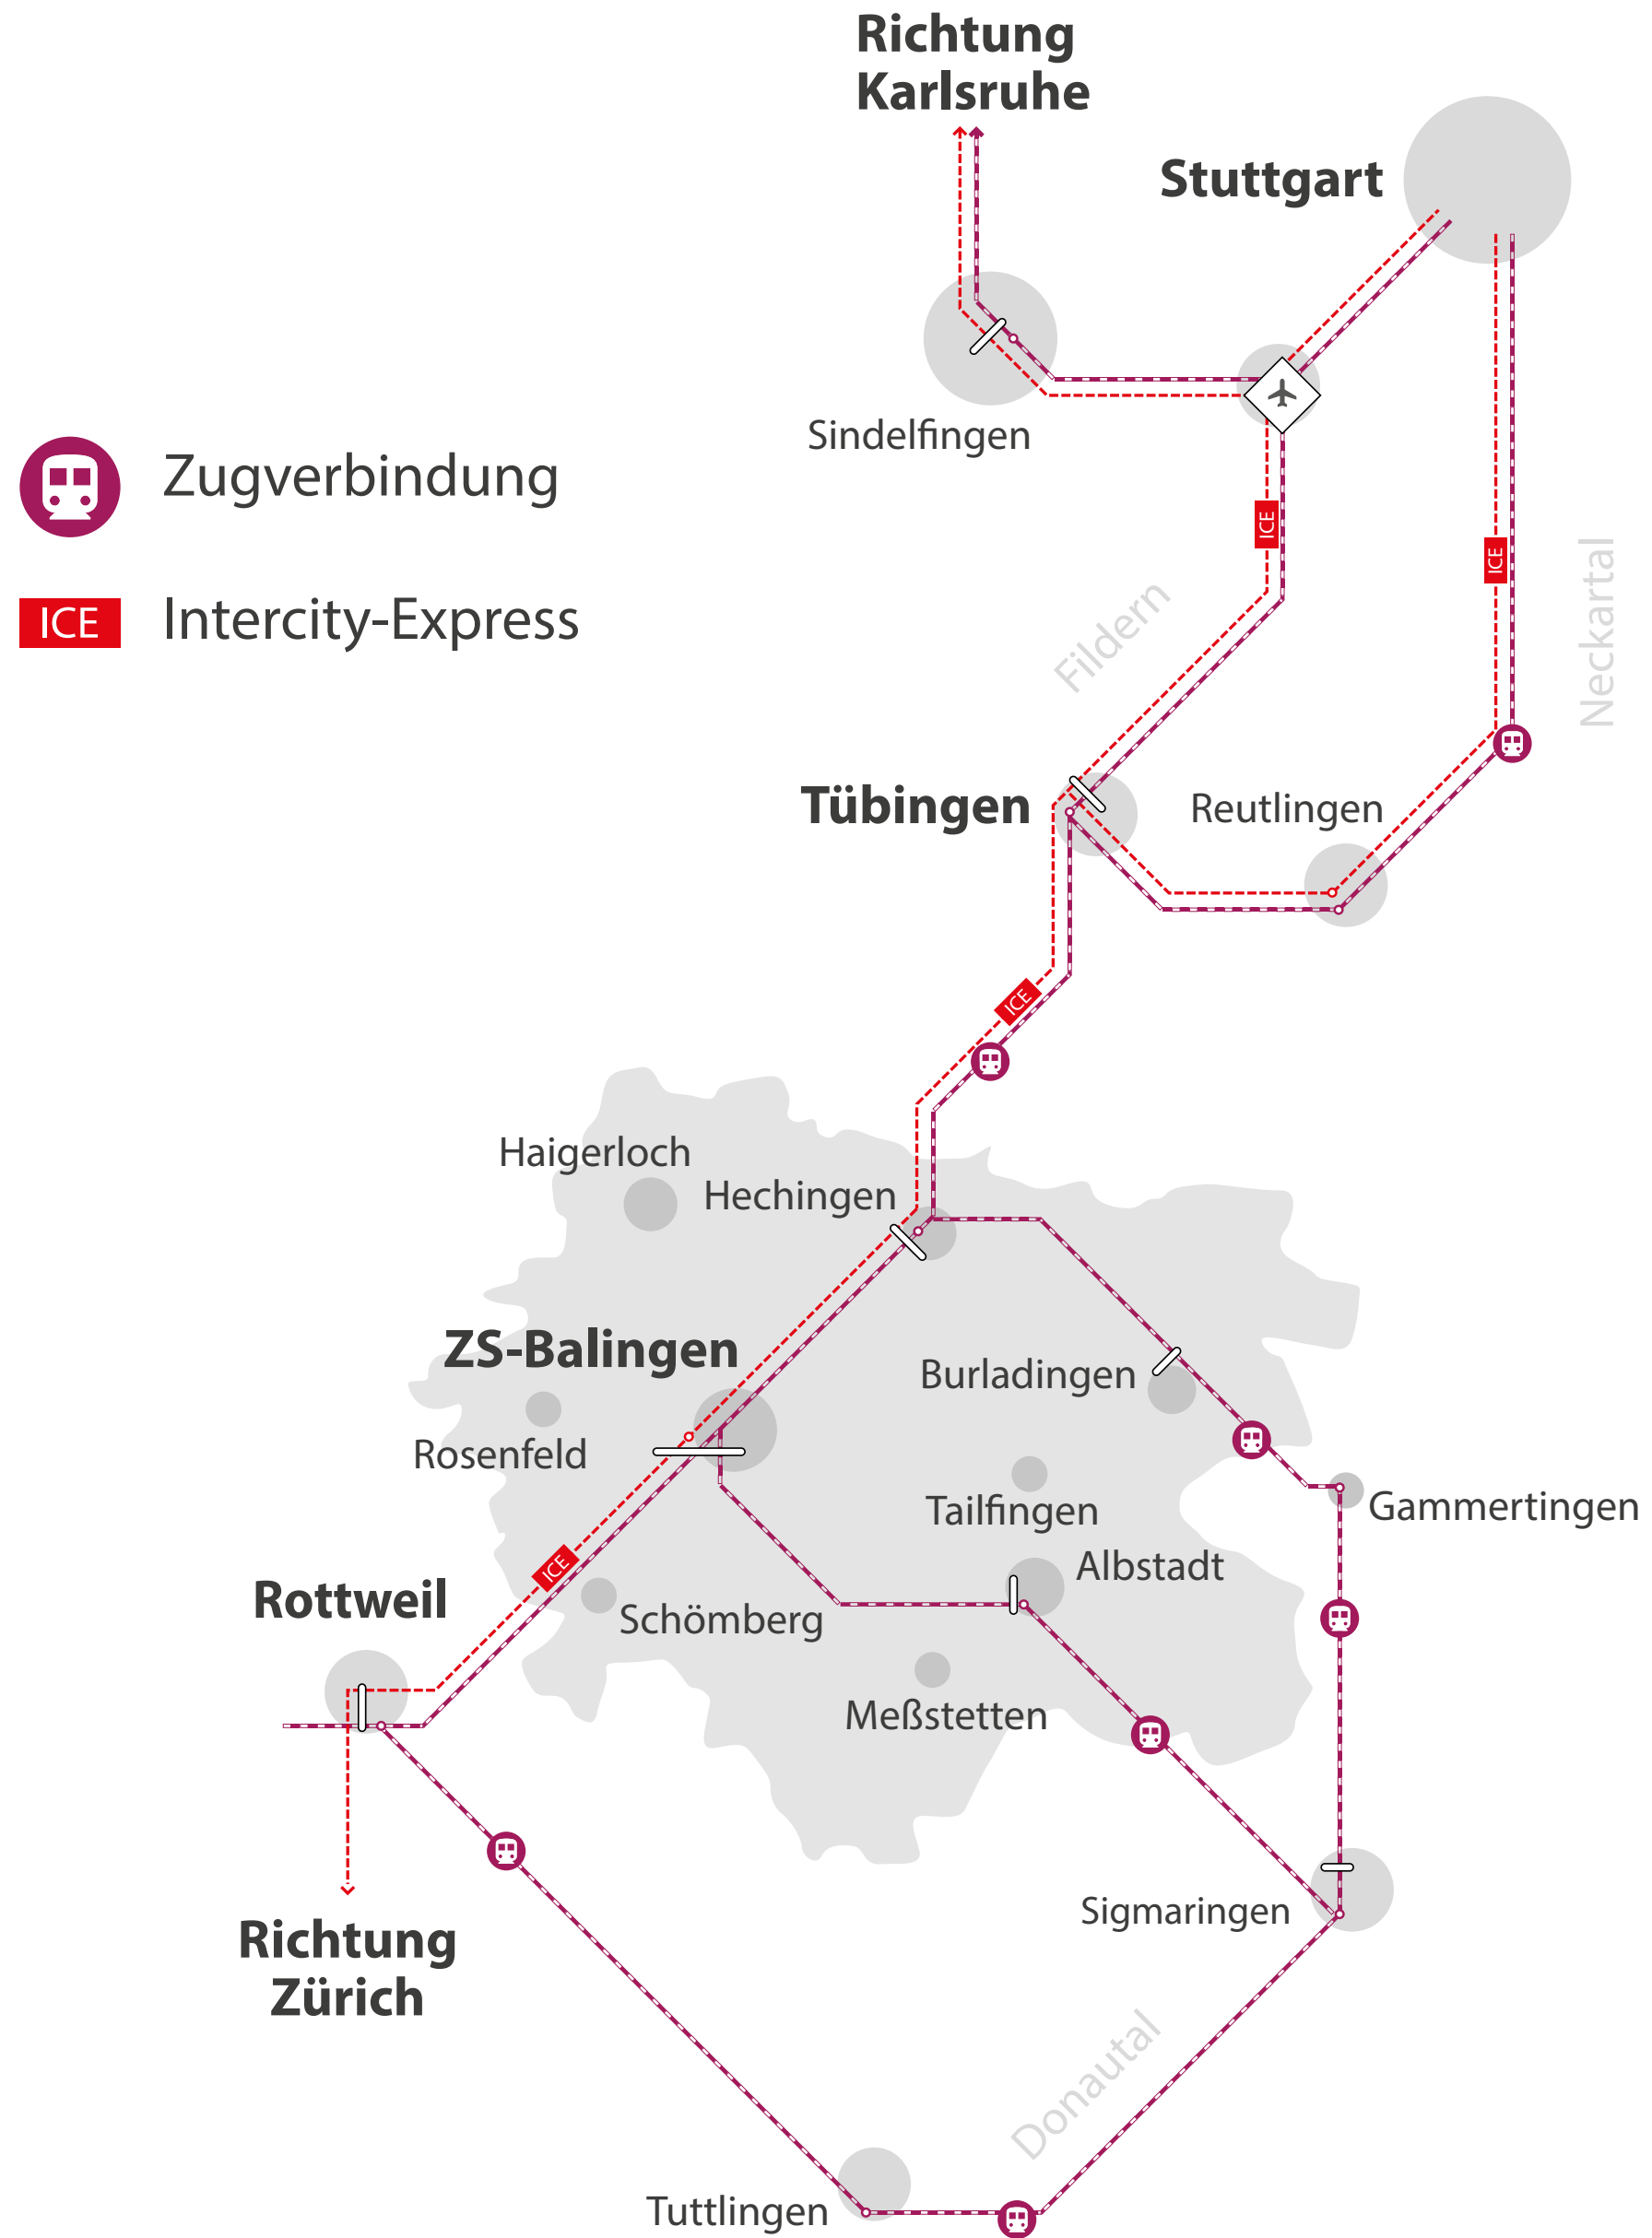 Richtung
Karlsruhe
Stuttgart
Sindelfingen
Zugverbindung
ICE
Intercity-Express
ICE
ICE
Fildern
Neckartal
Tübingen
Reutlingen
ICE
Haigerloch
Hechingen
ZS-Balingen
Burladingen
Rosenfeld
Tailfingen
Gammertingen
ICE
Albstadt
Rottweil
Schömberg
Meßstetten
Sigmaringen
Richtung
Zürich
Donautal
Tuttlingen